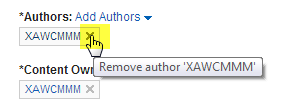 *Authors: Add Authors
XAWCMMM ×
Remove author 'XAWCMMM'
*Content Own
XAWCMMM ×